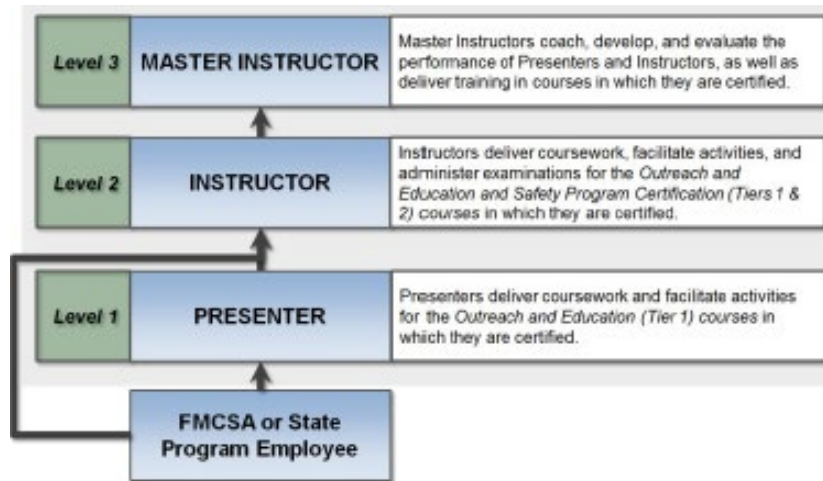 Level 3
MASTER INSTRUCTOR
Master Instructors coach, develop, and evaluate the
performance of Presenters and Instructors, as well as
deliver training in courses in which they are certified.
Level 2
INSTRUCTOR
Instructors deliver coursework, facilitate activities, and
administer examinations for the Outreach and
Education and Safety Program Certification (Tiers 1 &
2) courses in which they are certified.
Level 1
PRESENTER
Presenters deliver coursework and facilitate activities
for the Outreach and Education (Tier 1) courses in
which they are certified.
FMCSA or State
Program Employee